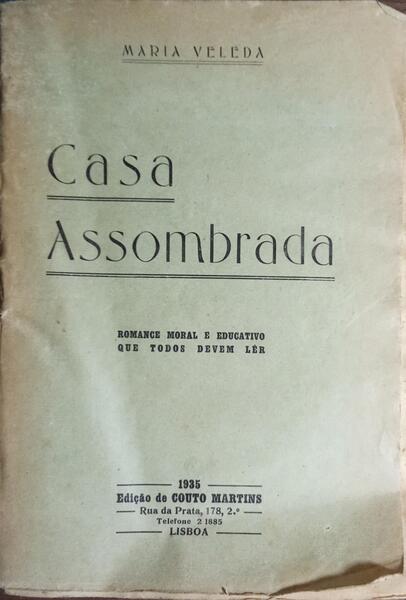 MARIA VELEDA
Casa
Assombrada
ROMANCE MORAL E EDUCATIVO
QUE TODOS DEVEM LÊR
1935
Edição de COUTO MARTINS
Rua da Prata, 178, 2.º
Telefone 2 1885
LISBOA